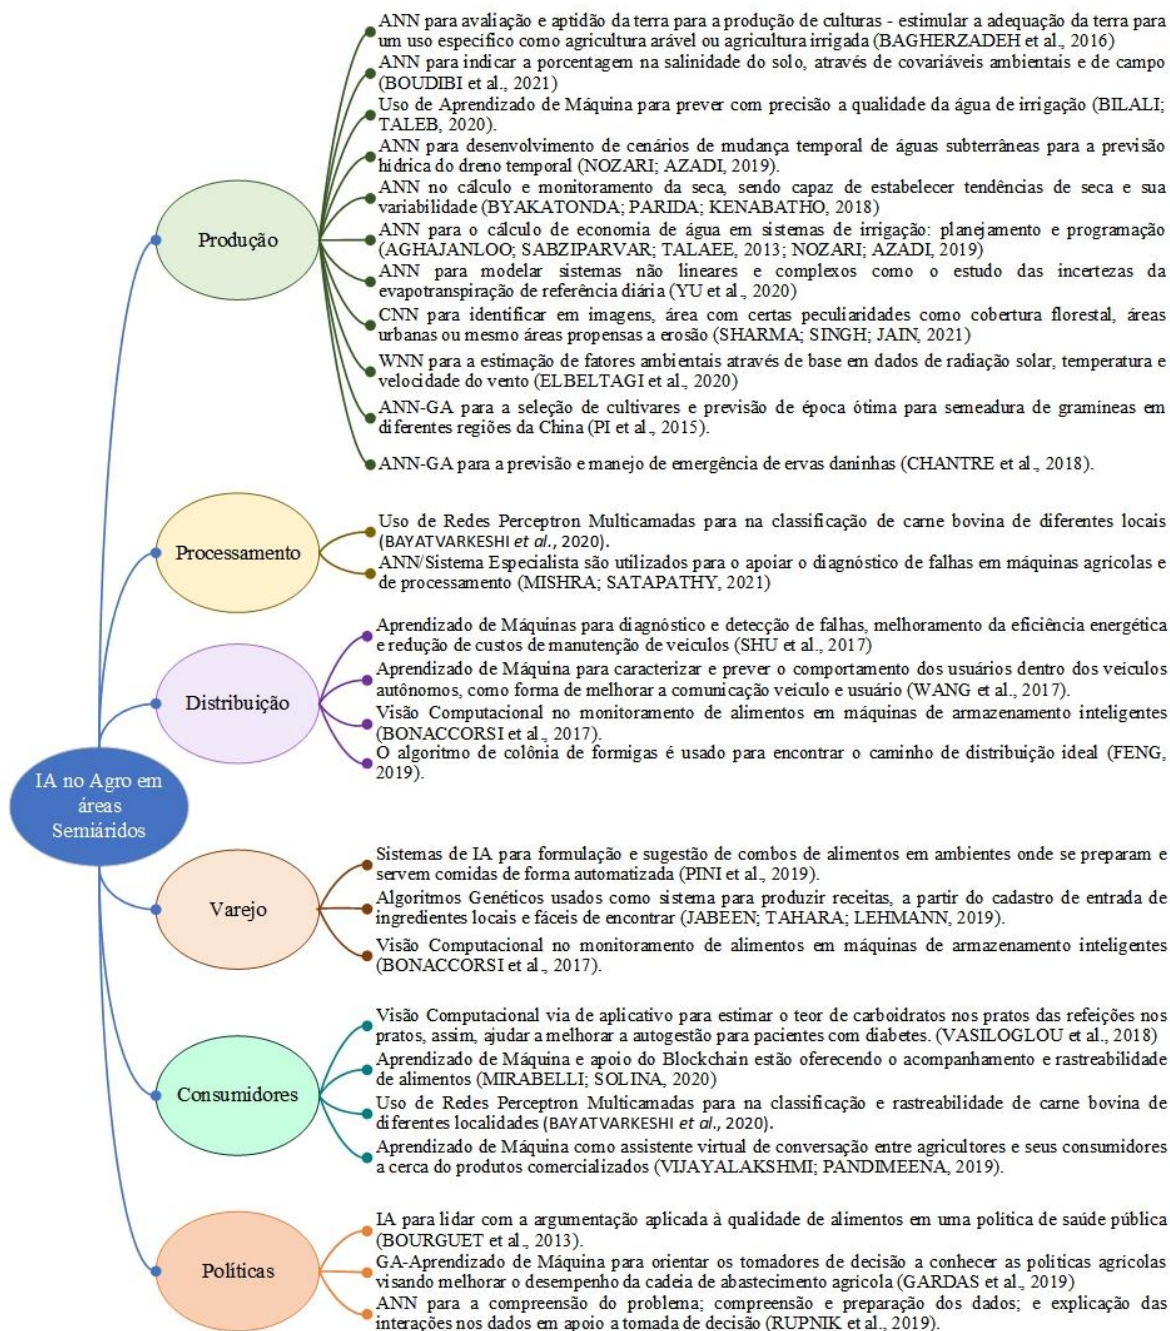 ANN para avaliação e aptidão da terra para a produção de culturas - estimular a adequação da terra para
um uso especifico como agricultura arável ou agricultura irrigada (BAGHERZADEH et al., 2016)
ANN para indicar a porcentagem na salinidade do solo, através de covariáveis ambientais e de campo
(BOUDIBI et al., 2021)
Uso de Aprendizado de Máquina para prever com precisão a qualidade da água de irrigação (BILALI;
TALEB, 2020).
ANN para desenvolvimento de cenários de mudança temporal de águas subterrâneas para a previsão
hídrica do dreno temporal (NOZARI; AZADI, 2019).
ANN no cálculo e monitoramento da seca, sendo capaz de estabelecer tendências de seca e sua
variabilidade (BYAKATONDA; PARIDA; KENABATHO, 2018)
Produção
ANN para o cálculo de economia de água em sistemas de irrigação: planejamento e programação
(AGHAJANLOO; SABZIPARVAR; TALAEE, 2013; NOZARI; AZADI, 2019)
ANN para modelar sistemas não lineares e complexos como o estudo das incertezas da
evapotranspiração de referência diária (YU et al., 2020)
CNN para identificar em imagens, área com certas peculiaridades como cobertura florestal, áreas
urbanas ou mesmo áreas propensas a erosão (SHARMA; SINGH; JAIN, 2021)
WNN para a estimação de fatores ambientais através de base em dados de radiação solar, temperatura e
velocidade do vento (ELBELTAGI et al., 2020)
ANN-GA para a seleção de cultivares e previsão de época ótima para semeadura de gramíneas em
diferentes regiões da China (PI et al., 2015).
ANN-GA para a previsão e manejo de emergência de ervas daninhas (CHANTRE et al., 2018).
Processamento
Uso de Redes Perceptron Multicamadas para na classificação de carne bovina de diferentes locais
(BAYATVARKESHI et al., 2020).
ANN/Sistema Especialista são utilizados para o apoiar o diagnóstico de falhas em máquinas agrícolas e
de processamento (MISHRA; SATAPATHY, 2021)
Distribuição
Aprendizado de Máquinas para diagnóstico e detecção de falhas, melhoramento da eficiência energética
e redução de custos de manutenção de veículos (SHU et al., 2017)
Aprendizado de Máquina para caracterizar e prever o comportamento dos usuários dentro dos veículos
autônomos, como forma de melhorar a comunicação veículo e usuário (WANG et al., 2017).
Visão Computacional no monitoramento de alimentos em máquinas de armazenamento inteligentes
(BONACCORSI et al., 2017).
O algoritmo de colônia de formigas é usado para encontrar o caminho de distribuição ideal (FENG,
2019).
IA no Agro em
áreas
Semiáridos
Varejo
Sistemas de IA para formulação e sugestão de combos de alimentos em ambientes onde se preparam e
servem comidas de forma automatizada (PINI et al., 2019).
Algoritmos Genéticos usados como sistema para produzir receitas, a partir do cadastro de entrada de
ingredientes locais e fáceis de encontrar (JABEEN; TAHARA; LEHMANN, 2019).
Visão Computacional no monitoramento de alimentos em máquinas de armazenamento inteligentes
(BONACCORSI et al., 2017).
Consumidores
Visão Computacional via de aplicativo para estimar o teor de carboidratos nos pratos das refeições nos
pratos, assim, ajudar a melhorar a autogestão para pacientes com diabetes. (VASILOGLOU et al., 2018)
Aprendizado de Máquina e apoio do Blockchain estão oferecendo o acompanhamento e rastreabilidade
de alimentos (MIRABELLI; SOLINA, 2020)
Uso de Redes Perceptron Multicamadas para na classificação e rastreabilidade de carne bovina de
diferentes localidades (BAYATVARKESHI et al., 2020).
Aprendizado de Máquina como assistente virtual de conversação entre agricultores e seus consumidores
a cerca do produtos comercializados (VIJAYALAKSHMI; PANDIMEENA, 2019).
Políticas
IA para lidar com a argumentação aplicada à qualidade de alimentos em uma política de saúde pública
(BOURGUET et al., 2013).
GA-Aprendizado de Máquina para orientar os tomadores de decisão a conhecer as políticas agrícolas
visando melhorar o desempenho da cadeia de abastecimento agrícola (GARDAS et al., 2019)
ANN para a compreensão do problema; compreensão e preparação dos dados; e explicação das
interações nos dados em apoio a tomada de decisão (RUPNIK et al., 2019).